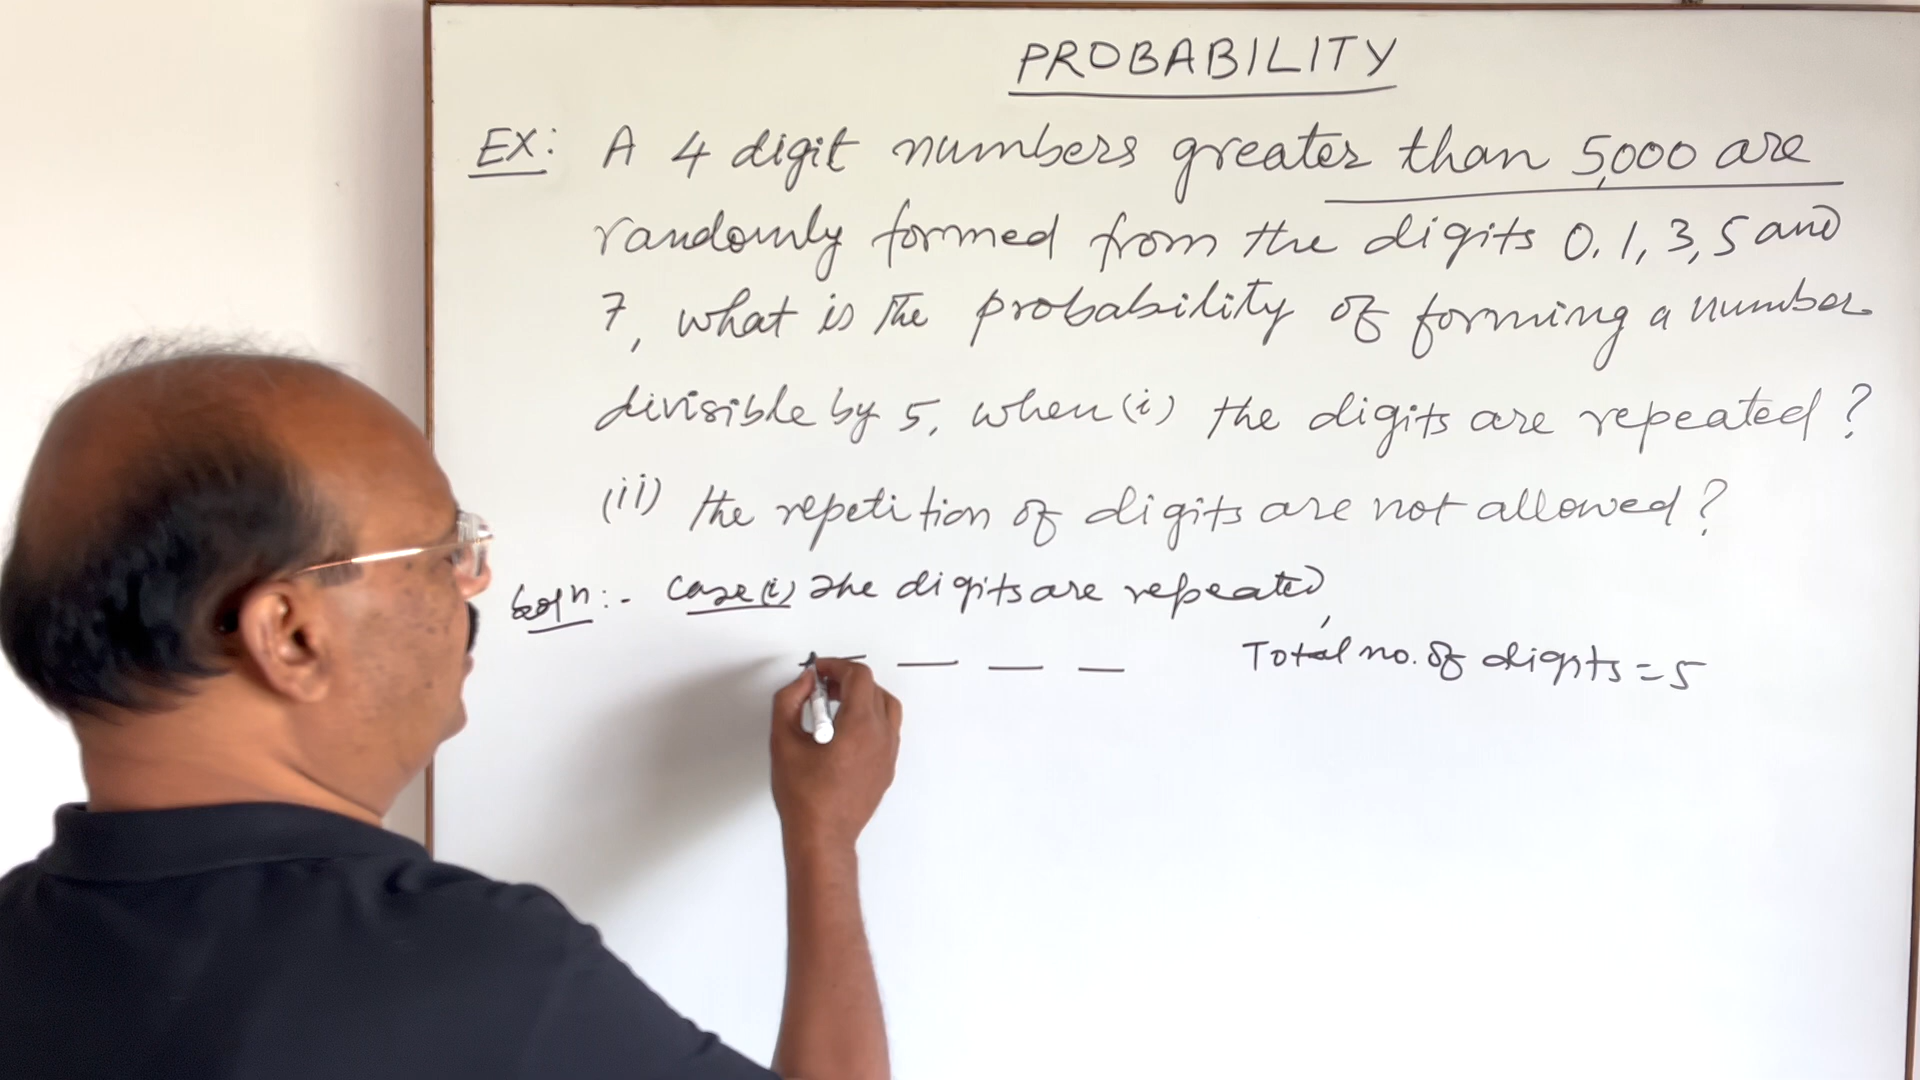 PROBABILITY
EX: A 4 digit numbers greater than 5,000 are
randomly formed from the digits 0, 1, 3, 5 and
7, what is the probability of forming a number
divisible by 5, when (i) the digits are repeated?
(ii) the repetition of digits are not allowed?
Soln:- Case(i) The digits are repeated,
Total no. of digits = 5